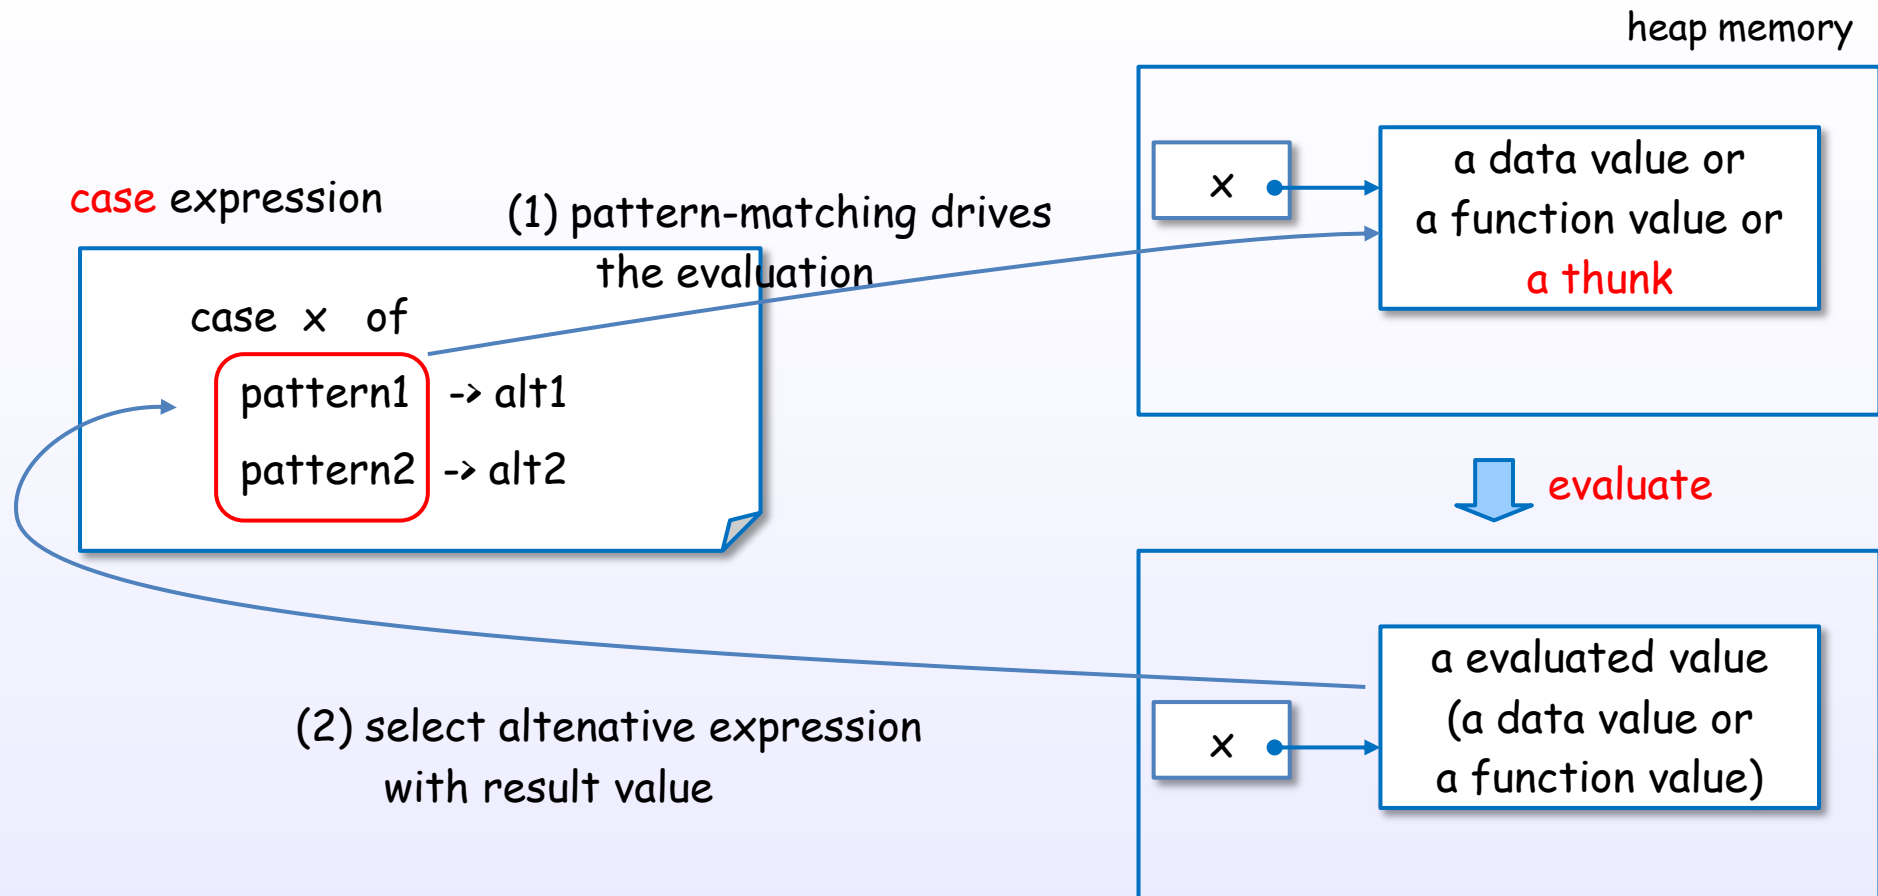 heap memory
case expression
(1) pattern-matching drives
the evaluation
case x of
pattern1 -> alt1
pattern2 -> alt2
x
a data value or
a function value or
a thunk
evaluate
x
a evaluated value
(a data value or
a function value)
(2) select altenative expression
with result value